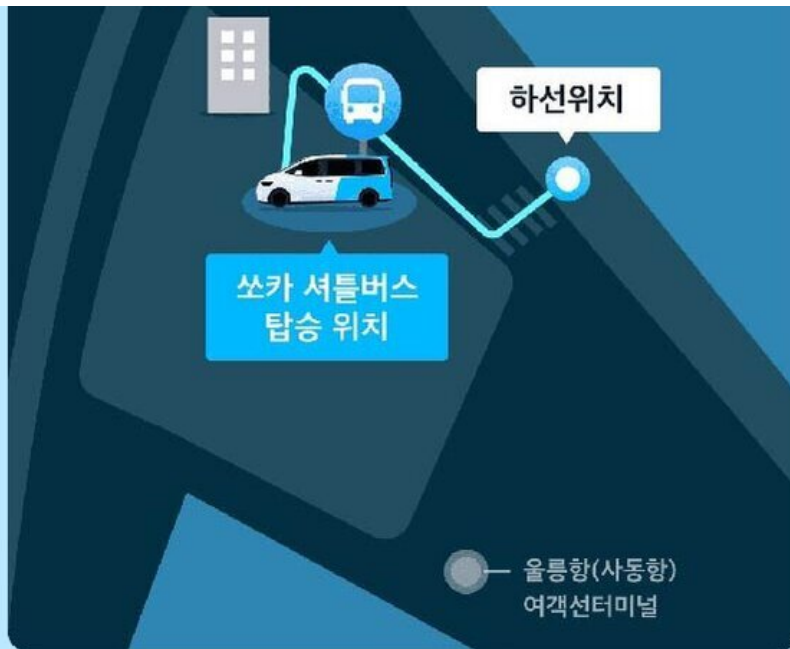 하선위치
쏘카 셔틀버스
탑승 위치
울릉항(사동항)
여객선터미널